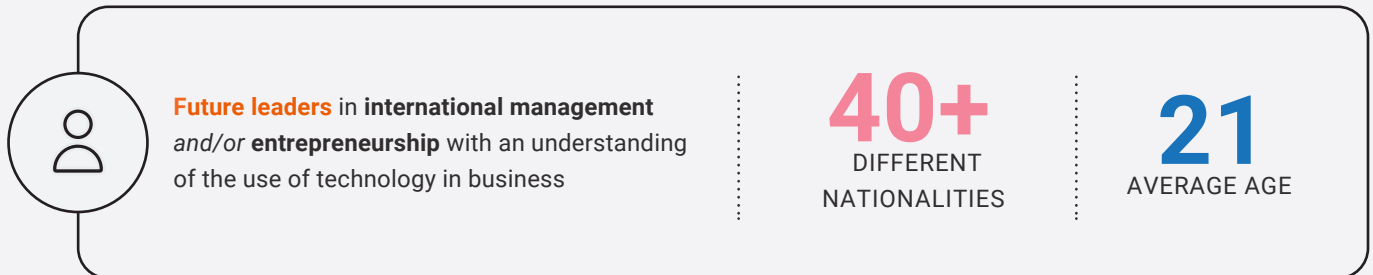 Future leaders in international management
and/or entrepreneurship with an understanding
of the use of technology in business
40+
DIFFERENT
NATIONALITIES
21
AVERAGE AGE